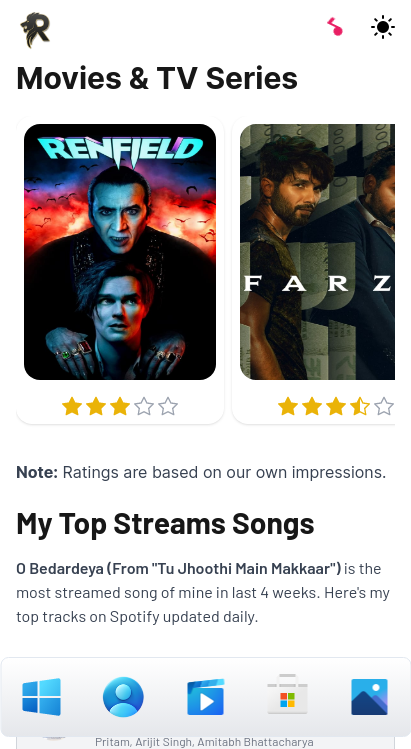 Movies & TV Series
RENFIELD
FARZ
Note: Ratings are based on our own impressions.
My Top Streams Songs
O Bedardeya (From "Tu Jhoothi Main Makkaar") is the
most streamed song of mine in last 4 weeks. Here's my
top tracks on Spotify updated daily.
Pritam, Arijit Singh, Amitabh Bhattacharya